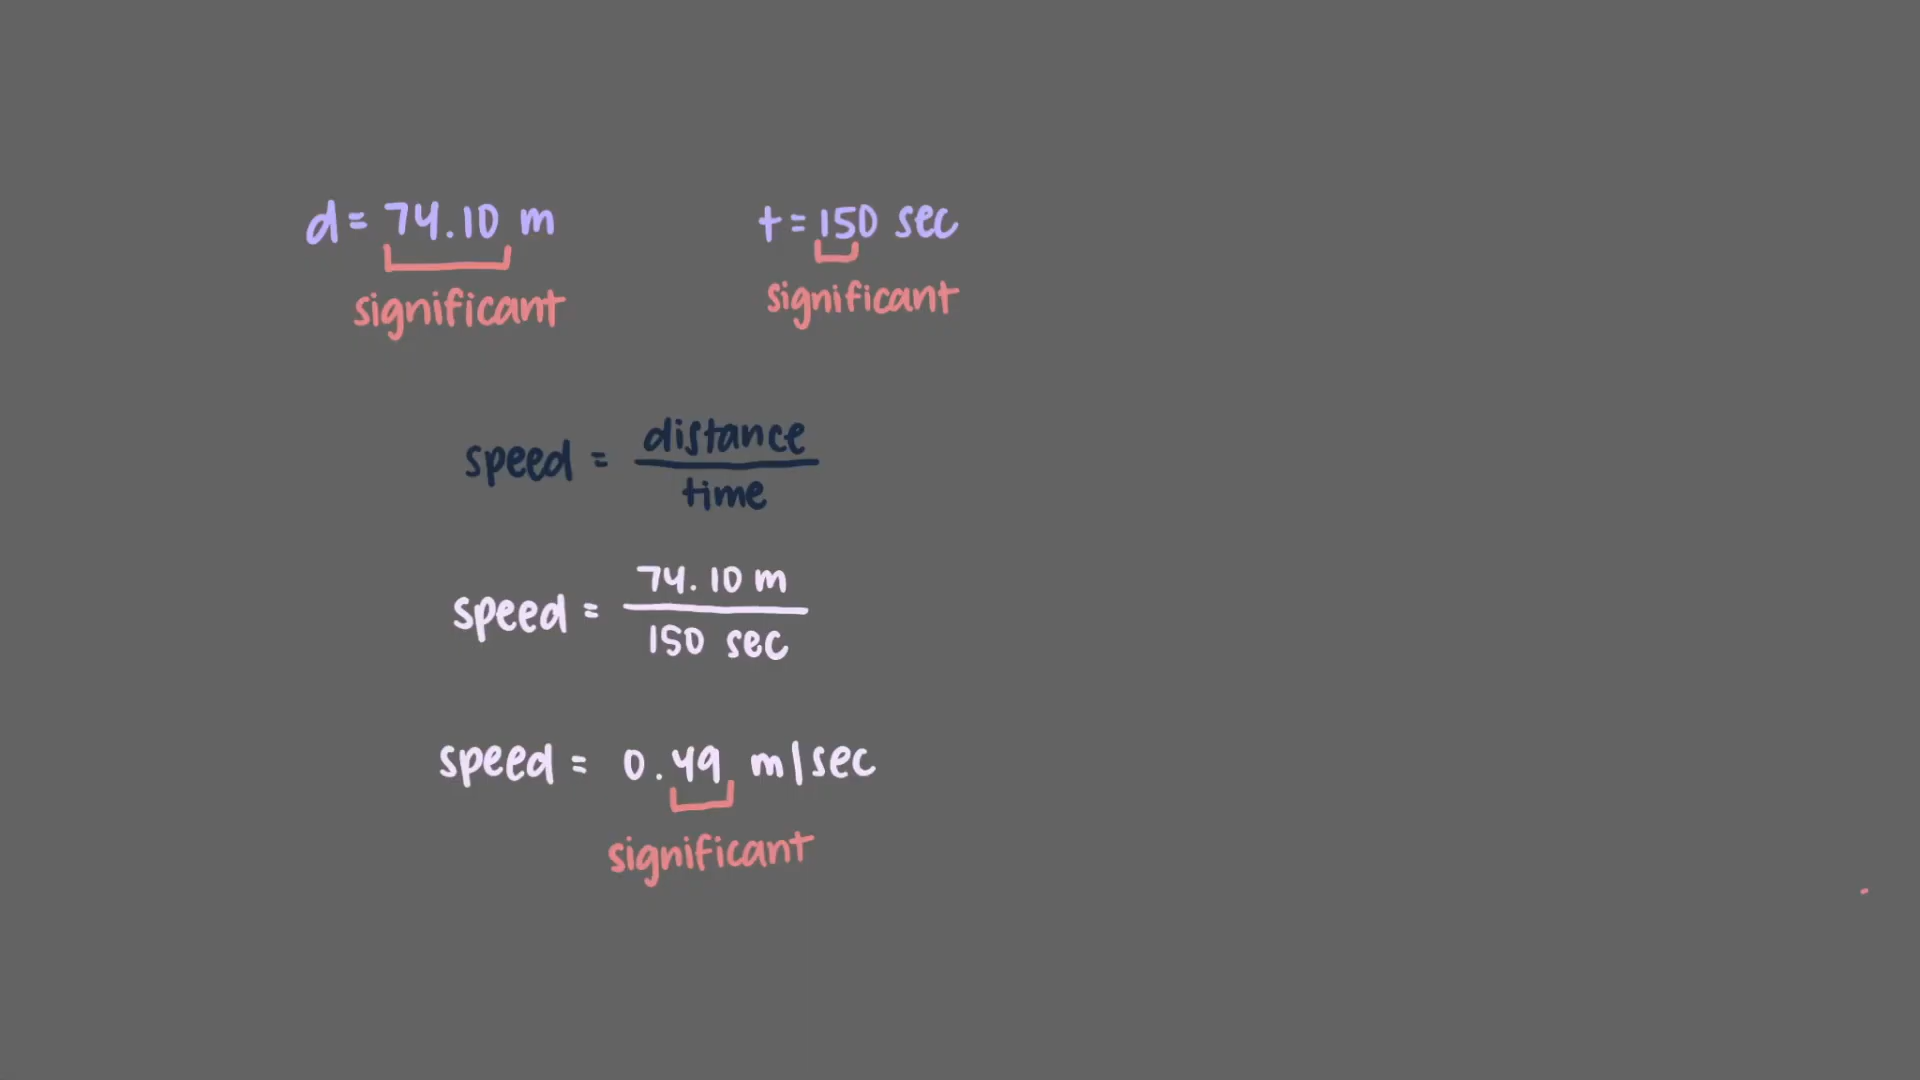 d = 74.10 m
significant
t = 150 sec
significant
speed = distance
time
speed = 74.10 m
150 sec
speed = 0.49 m/sec
significant